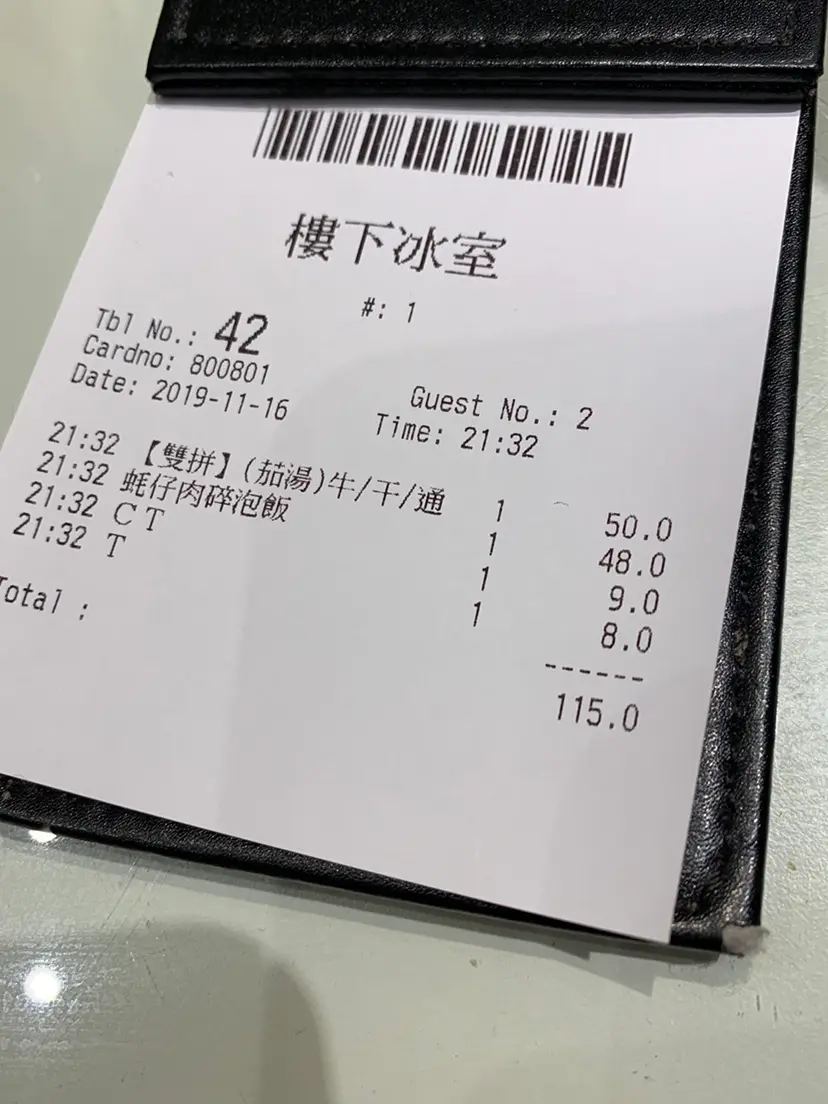 樓下冰室
#: 1
Tbl No.: 42
Cardno: 800801 Guest No.: 2
Date: 2019-11-16 Time: 21:32
21:32 【雙拼】(茄湯)牛/干/通 1 50.0
21:32 蚝仔肉碎泡飯 1 48.0
21:32 CT 1 9.0
21:32 T 1 8.0
------
Total : 115.0